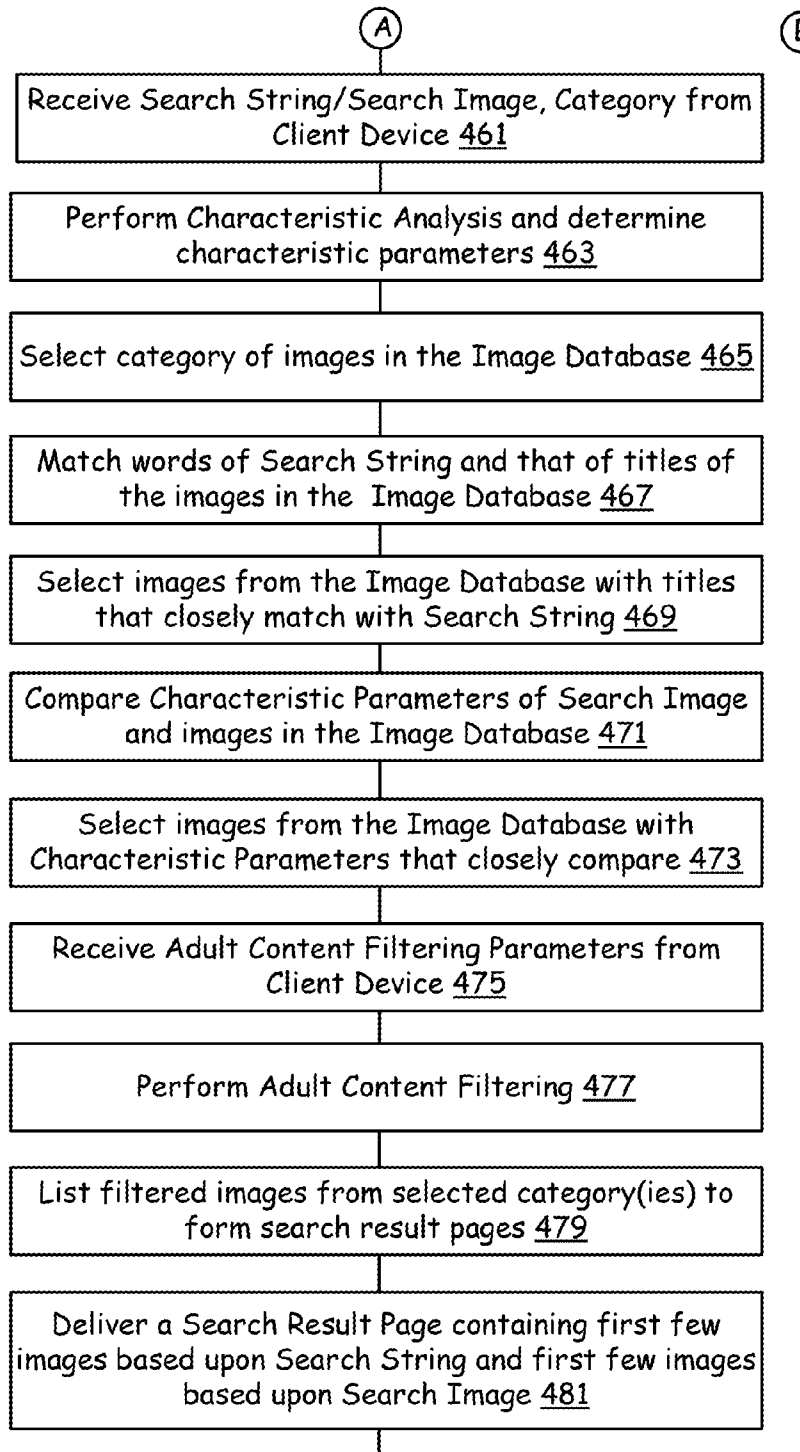 A
Receive Search String/Search Image, Category from
Client Device 461
Perform Characteristic Analysis and determine
characteristic parameters 463
Select category of images in the Image Database 465
Match words of Search String and that of titles of
the images in the Image Database 467
Select images from the Image Database with titles
that closely match with Search String 469
Compare Characteristic Parameters of Search Image
and images in the Image Database 471
Select images from the Image Database with
Characteristic Parameters that closely compare 473
Receive Adult Content Filtering Parameters from
Client Device 475
Perform Adult Content Filtering 477
List filtered images from selected category(ies) to
form search result pages 479
Deliver a Search Result Page containing first few
images based upon Search String and first few images
based upon Search Image 481